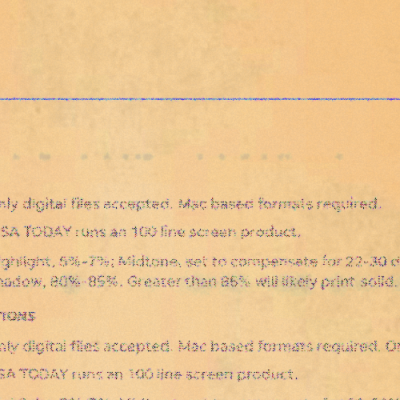 nly digital files accepted. Mac based formats required.
SA TODAY runs an 100 line screen product.
ghlight, 5%-7%; Midtone, set to compensate for 22-30 d
hadow, 80%-85%. Greater than 85% will likely print solid.
TIONS
nly digital files accepted. Mac based formats required. On
SA TODAY runs an 100 line screen product.